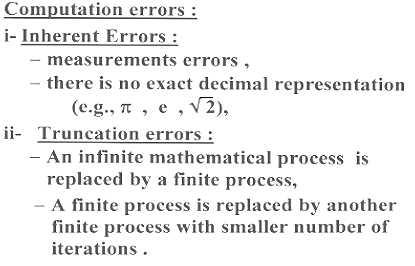 Computation errors :
i- Inherent Errors :
– measurements errors ,
– there is no exact decimal representation
(e.g., π , e , √2),
ii- Truncation errors :
– An infinite mathematical process is
replaced by a finite process,
– A finite process is replaced by another
finite process with smaller number of
iterations .